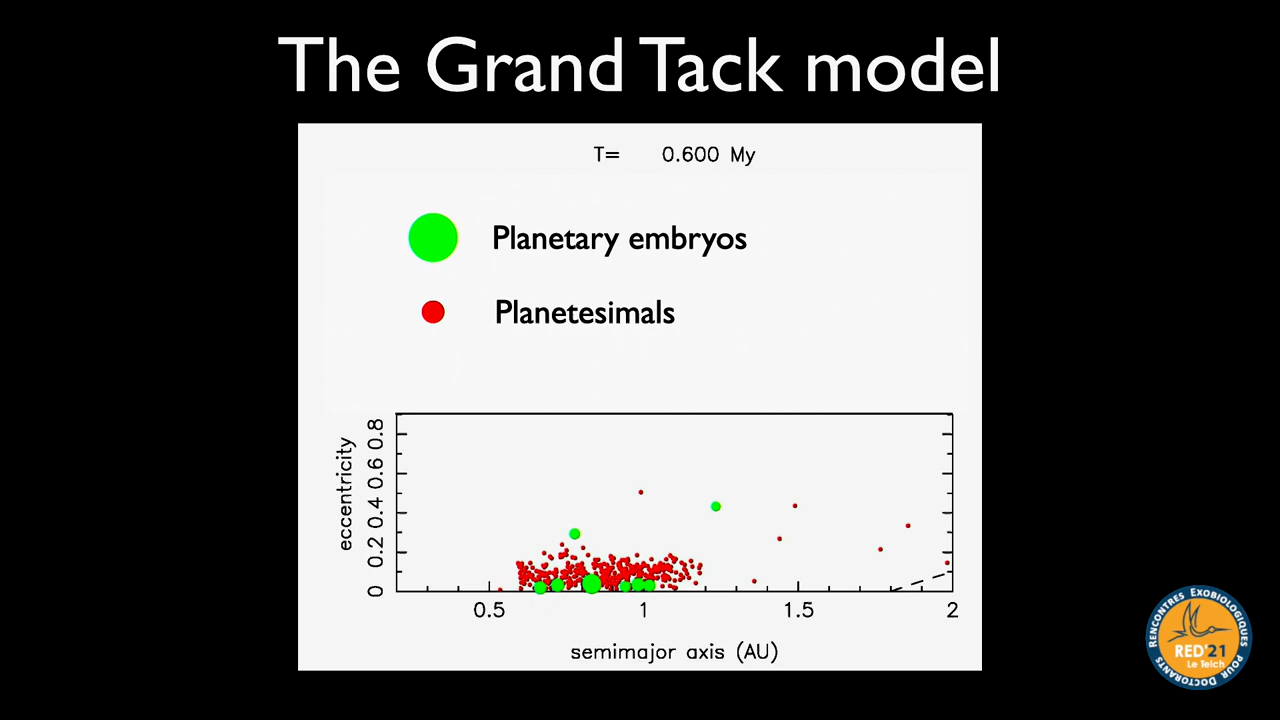 The Grand Tack model
T= 0.600 My
Planetary embryos
Planetesimals
eccentricity
0.8
0.6
0.4
0.2
0
0.5 1 1.5 2
semimajor axis (AU)
RENCONTRES EXOBIOLOGIQUES
POUR DOCTORANTS
RED'21
Le Teich